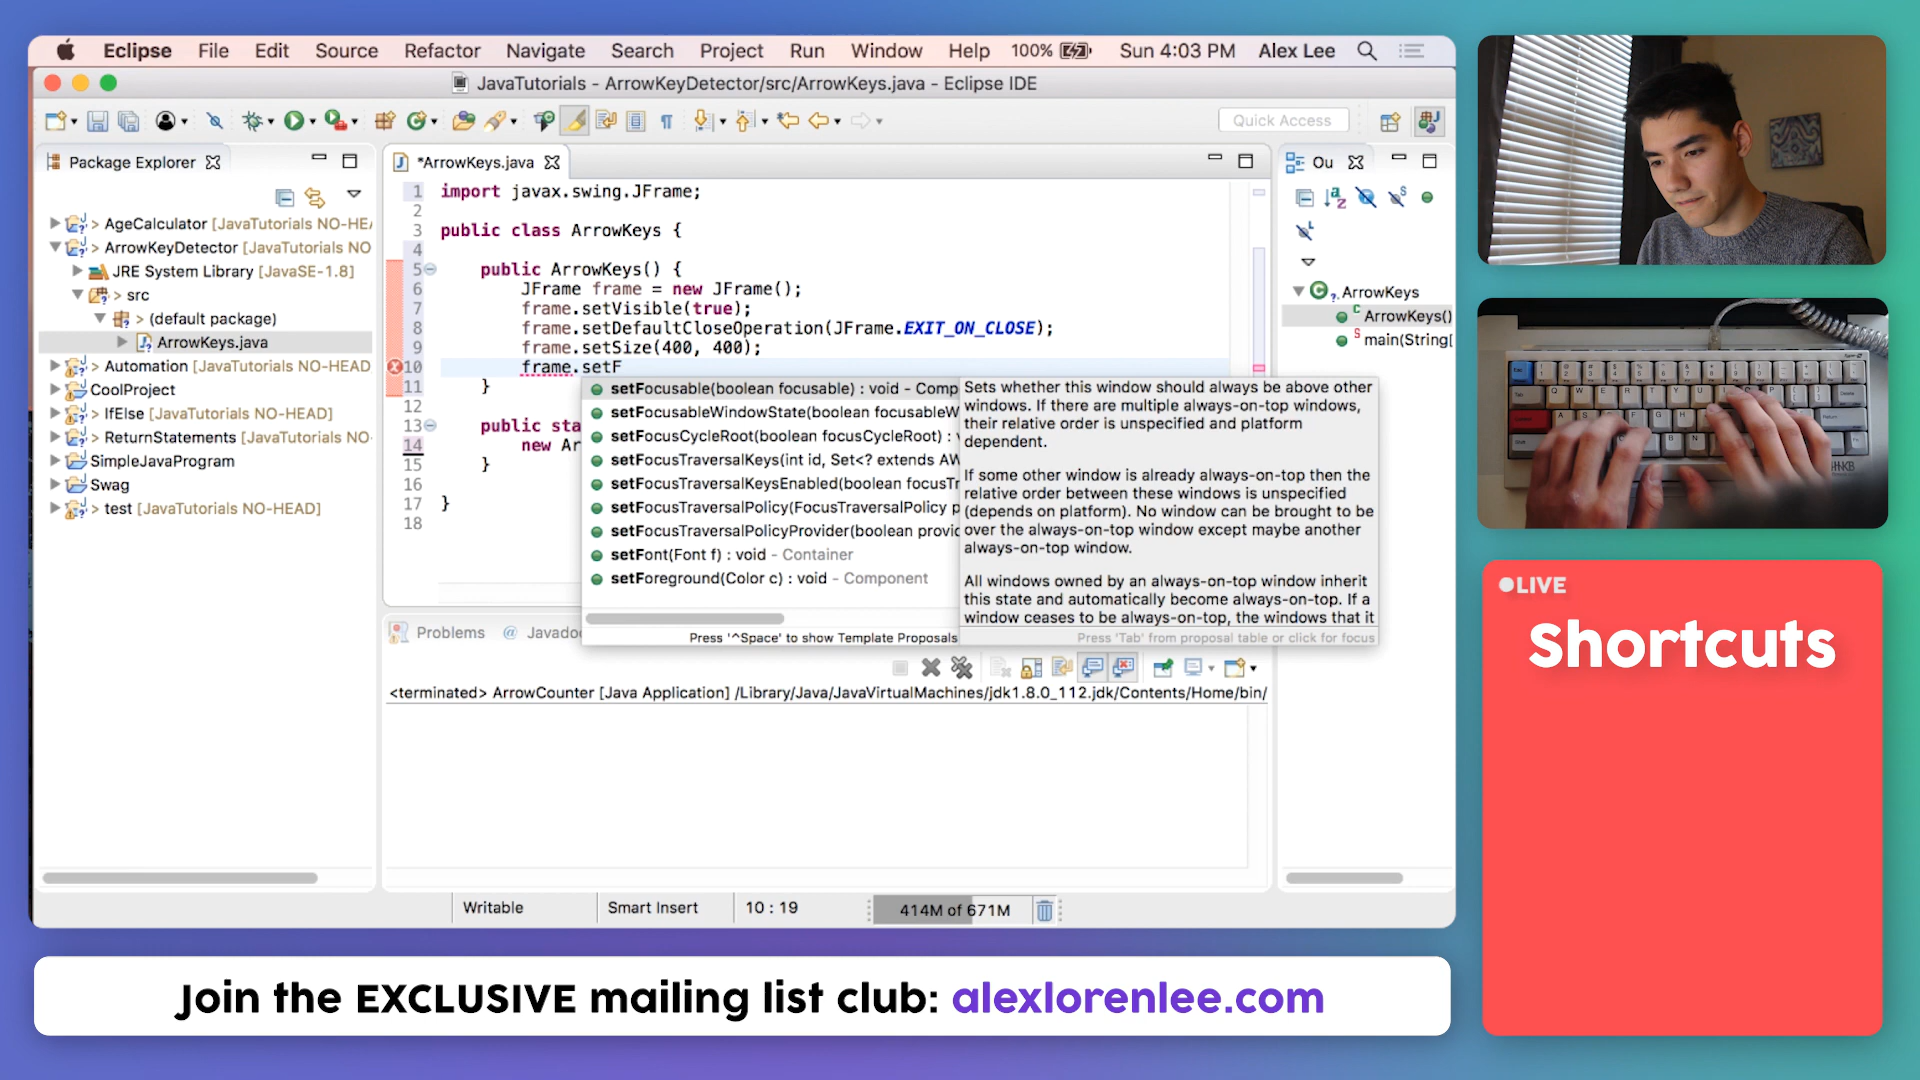 Eclipse File Edit Source Refactor Navigate Search Project Run Window Help 100% Sun 4:03 PM Alex Lee
JavaTutorials - ArrowKeyDetector/src/ArrowKeys.java - Eclipse IDE
Quick Access
Package Explorer
> AgeCalculator [JavaTutorials NO-HEA
> ArrowKeyDetector [JavaTutorials NO
JRE System Library [JavaSE-1.8]
> src
> (default package)
ArrowKeys.java
> Automation [JavaTutorials NO-HEAD
CoolProject
> IfElse [JavaTutorials NO-HEAD]
> ReturnStatements [JavaTutorials NO-
SimpleJavaProgram
Swag
> test [JavaTutorials NO-HEAD]
*ArrowKeys.java
1 import javax.swing.JFrame;
2
3 public class ArrowKeys {
4
5 public ArrowKeys() {
6 JFrame frame = new JFrame();
7 frame.setVisible(true);
8 frame.setDefaultCloseOperation(JFrame.EXIT_ON_CLOSE);
9 frame.setSize(400, 400);
10 frame.setF
11 }
12
13 public sta
14 new Ar
15 }
16
17 }
18
setFocusable(boolean focusable) : void - Comp
setFocusableWindowState(boolean focusableW
setFocusCycleRoot(boolean focusCycleRoot) : v
setFocusTraversalKeys(int id, Set<? extends AW
setFocusTraversalKeysEnabled(boolean focusTr
setFocusTraversalPolicy(FocusTraversalPolicy p
setFocusTraversalPolicyProvider(boolean provid
setFont(Font f) : void - Container
setForeground(Color c) : void - Component
Press '^Space' to show Template Proposals
Sets whether this window should always be above other
windows. If there are multiple always-on-top windows,
their relative order is unspecified and platform
dependent.
If some other window is already always-on-top then the
relative order between these windows is unspecified
(depends on platform). No window can be brought to be
over the always-on-top window except maybe another
always-on-top window.
All windows owned by an always-on-top window inherit
this state and automatically become always-on-top. If a
window ceases to be always-on-top, the windows that it
Press 'Tab' from proposal table or click for focus
Ou
ArrowKeys
ArrowKeys()
main(String[
Problems @ Javadoc
<terminated> ArrowCounter [Java Application] /Library/Java/JavaVirtualMachines/jdk1.8.0_112.jdk/Contents/Home/bin/
Writable Smart Insert 10 : 19 414M of 671M
LIVE
Shortcuts
Join the EXCLUSIVE mailing list club: alexlorenlee.com